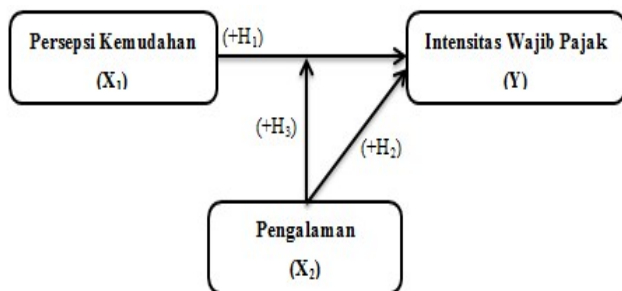 Persepsi Kemudahan
(X₁)
(+H₁)
Intensitas Wajib Pajak
(Y)
(+H₃)
(+H₂)
Pengalaman
(X₂)